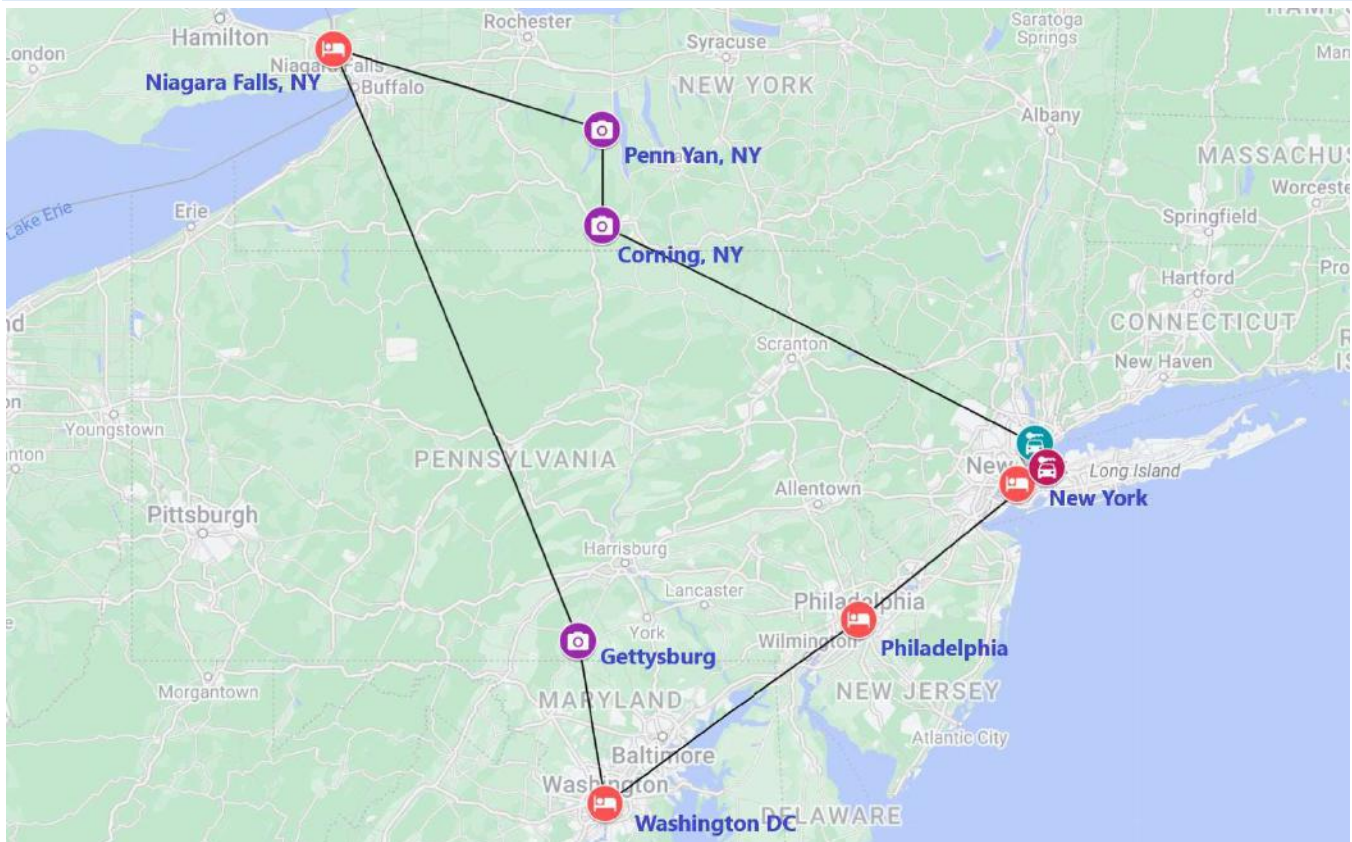 Rochester
Saratoga
Springs
London
Hamilton
Syracuse
Niagara Falls
Niagara Falls, NY
Buffalo
NEW YORK
Albany
Penn Yan, NY
MASSACHUS
Worceste
Lake Erie
Erie
Springfield
Corning, NY
Hartford
Pro
CONNECTICUT
Scranton
New Haven
Youngstown
PENNSYLVANIA
New
Long Island
Allentown
New York
Pittsburgh
Harrisburg
Lancaster
Philadelphia
York
Wilmington
Gettysburg
Philadelphia
Morgantown
MARYLAND
NEW JERSEY
Atlantic City
Baltimore
Washington
Washington DC
DELAWARE